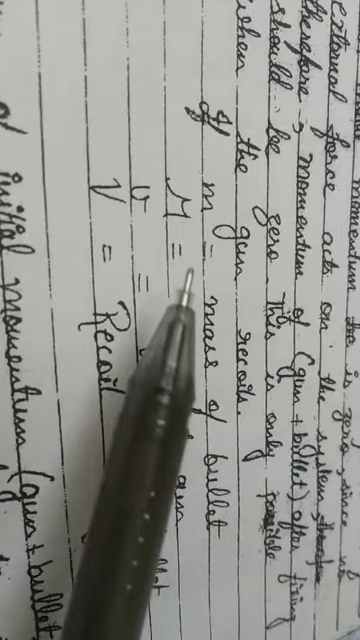 momentum is zero, since no
external force acts on the system
therefore, momentum of (gun + bullet) after firing
should be zero This is only possible
when the gun recoils.
If m = mass of bullet
M = gun
v =
V = Recoil
of initial momentum (gun + bullet